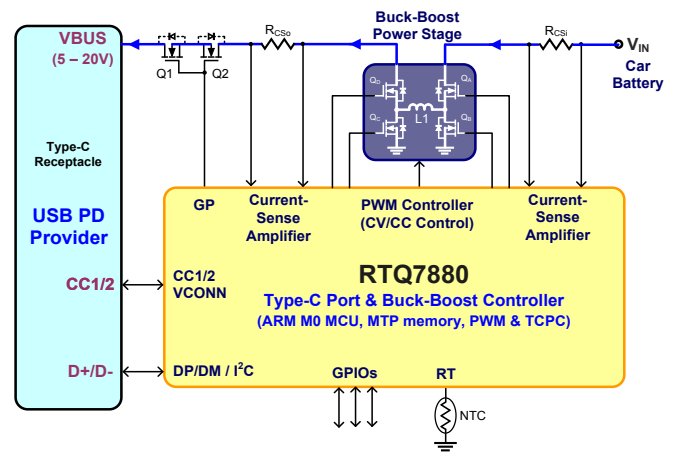 Buck-Boost
Power Stage
VBUS
(5 – 20V)
Q1
Q2
RCSo
RCSi
VIN
Car
Battery
QD
QA
QC
QB
L1
Type-C
Receptacle
USB PD
Provider
GP
Current-
Sense
Amplifier
PWM Controller
(CV/CC Control)
Current-
Sense
Amplifier
CC1/2
CC1/2
VCONN
RTQ7880
Type-C Port & Buck-Boost Controller
(ARM M0 MCU, MTP memory, PWM & TCPC)
D+/D-
DP/DM / I²C
GPIOs
RT
NTC